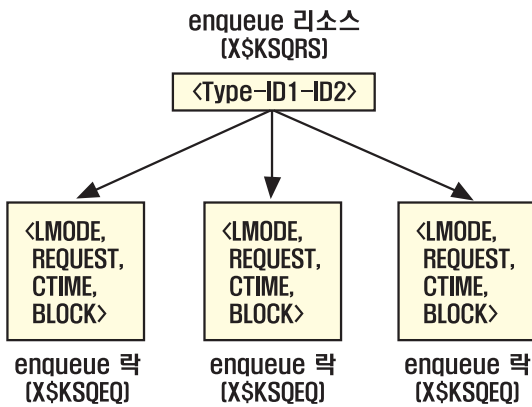 enqueue 리소스
(X$KSQRS)
<Type-ID1-ID2>
<LMODE,
REQUEST,
CTIME,
BLOCK>
enqueue 락
(X$KSQEQ)
<LMODE,
REQUEST,
CTIME,
BLOCK>
enqueue 락
(X$KSQEQ)
<LMODE,
REQUEST,
CTIME,
BLOCK>
enqueue 락
(X$KSQEQ)